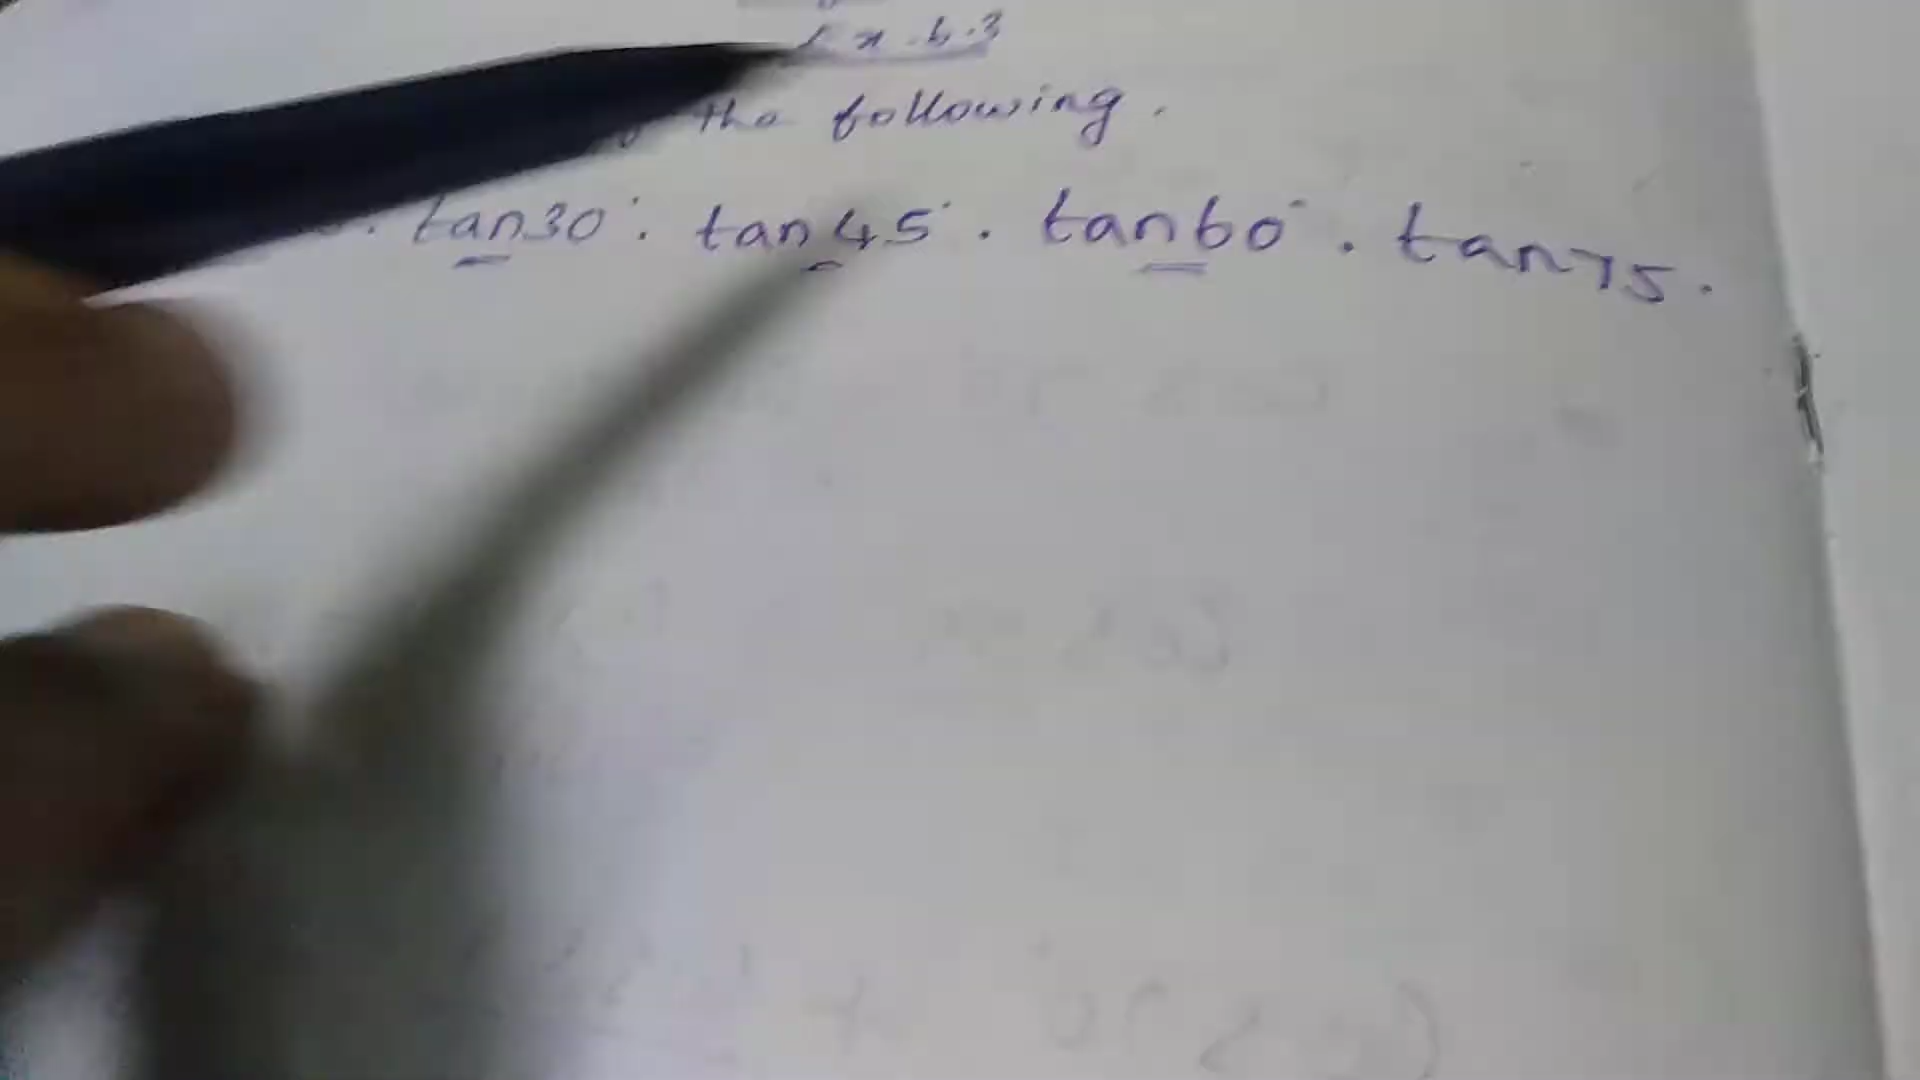 Ex.6.3
the following.
. tan30°. tan45°. tan60°. tan75.